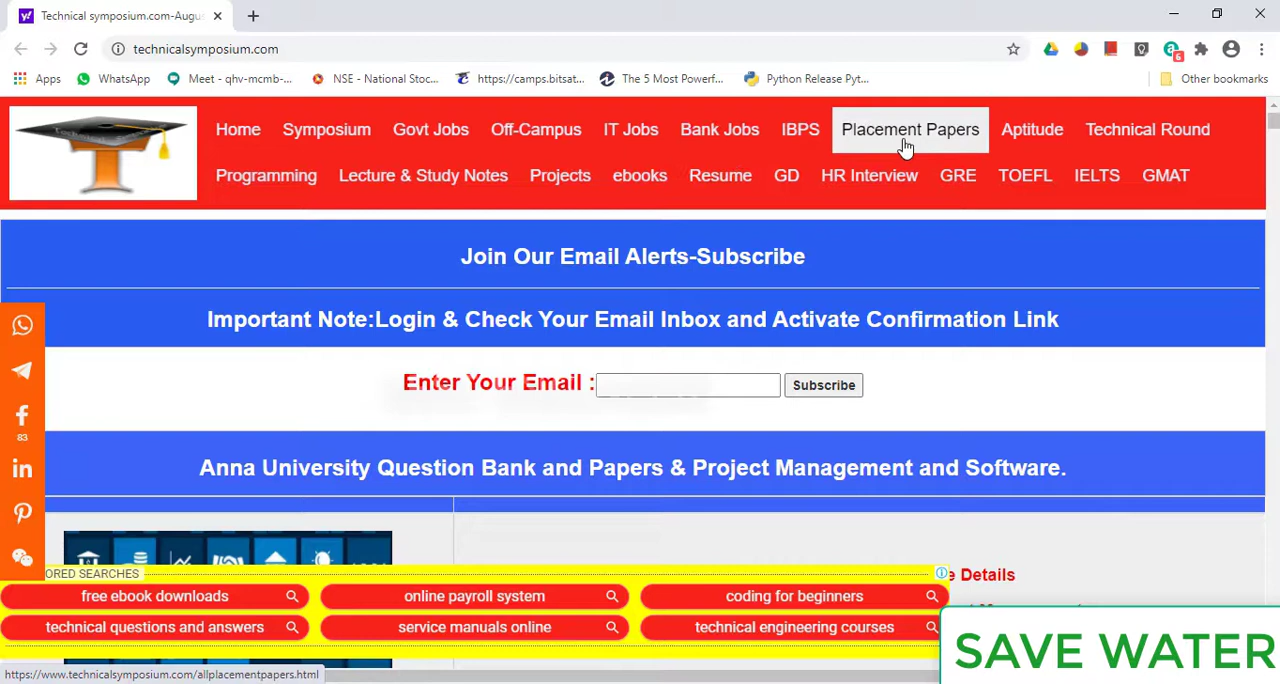 Technical symposium.com-Augu
technicalsymposium.com
6
Apps
WhatsApp
Meet - qhv-mcmb-...
NSE - National Stoc...
https://camps.bitsat...
The 5 Most Powerf...
Python Release Pyt...
Other bookmarks
Home
Symposium
Govt Jobs
Off-Campus
IT Jobs
Bank Jobs
IBPS
Placement Papers
Aptitude
Technical Round
Programming
Lecture & Study Notes
Projects
ebooks
Resume
GD
HR Interview
GRE
TOEFL
IELTS
GMAT
Join Our Email Alerts-Subscribe
Important Note:Login & Check Your Email Inbox and Activate Confirmation Link
Enter Your Email :
Subscribe
83
Anna University Question Bank and Papers & Project Management and Software.
ORED SEARCHES
e Details
free ebook downloads
online payroll system
coding for beginners
technical questions and answers
service manuals online
technical engineering courses
SAVE WATER
https://www.technicalsymposium.com/allplacementpapers.html